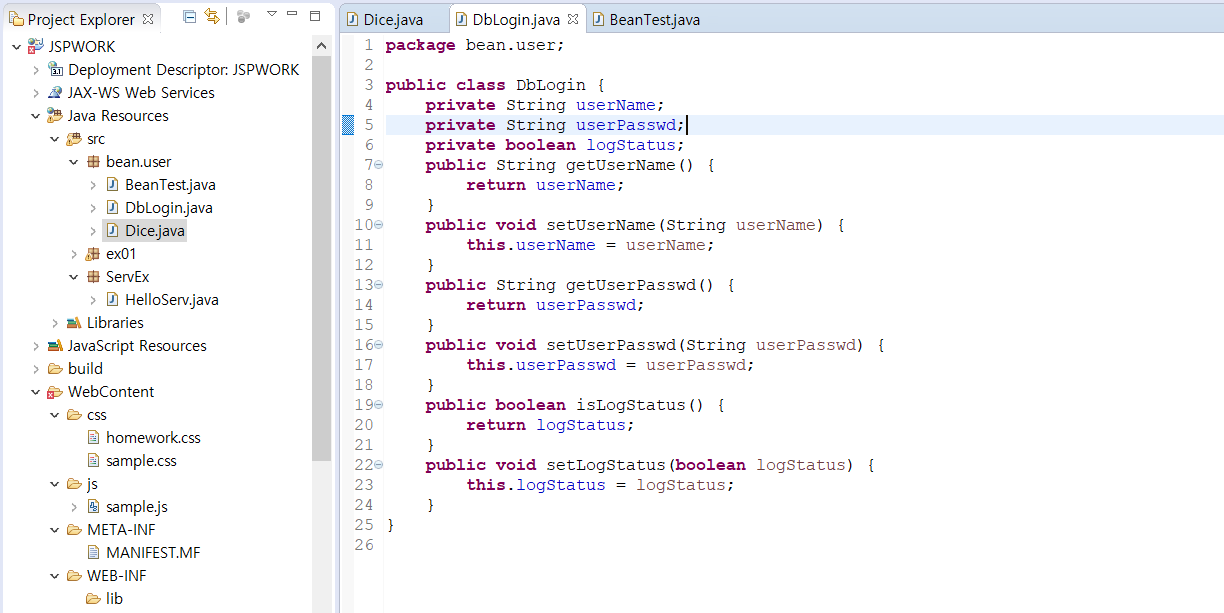 Project Explorer
JSPWORK
Deployment Descriptor: JSPWORK
JAX-WS Web Services
Java Resources
src
bean.user
BeanTest.java
DbLogin.java
Dice.java
ex01
ServEx
HelloServ.java
Libraries
JavaScript Resources
build
WebContent
css
homework.css
sample.css
js
sample.js
META-INF
MANIFEST.MF
WEB-INF
lib
Dice.java DbLogin.java BeanTest.java
1 package bean.user;
2
3 public class DbLogin {
4     private String userName;
5     private String userPasswd;
6     private boolean logStatus;
7     public String getUserName() {
8         return userName;
9     }
10     public void setUserName(String userName) {
11         this.userName = userName;
12     }
13     public String getUserPasswd() {
14         return userPasswd;
15     }
16     public void setUserPasswd(String userPasswd) {
17         this.userPasswd = userPasswd;
18     }
19     public boolean isLogStatus() {
20         return logStatus;
21     }
22     public void setLogStatus(boolean logStatus) {
23         this.logStatus = logStatus;
24     }
25 }
26